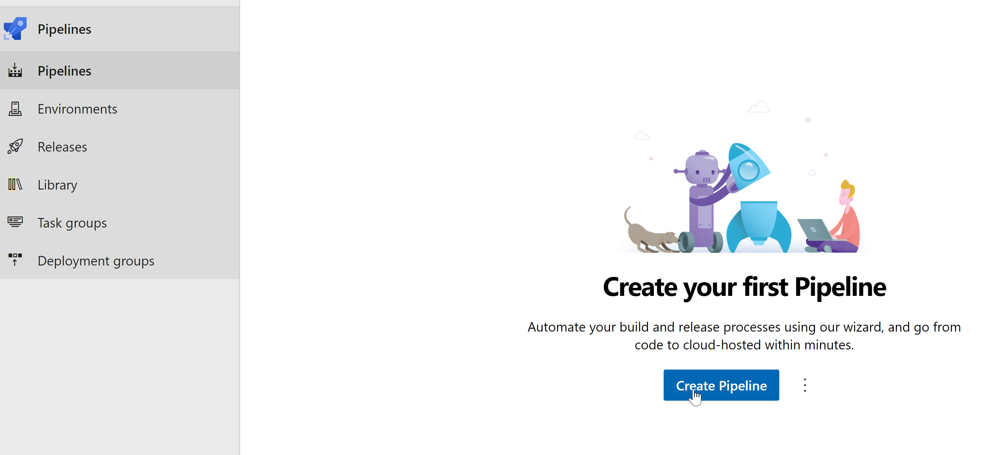 Pipelines
Pipelines
Environments
Releases
Library
Task groups
Deployment groups
Create your first Pipeline
Automate your build and release processes using our wizard, and go from
code to cloud-hosted within minutes.
Create Pipeline